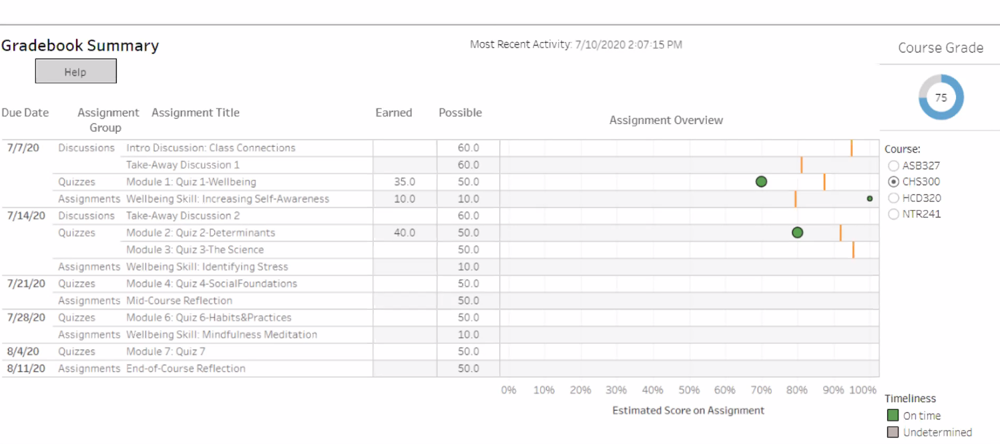 Gradebook Summary
Most Recent Activity: 7/10/2020 2:07:15 PM
Course Grade
Help
75
Due Date Assignment Group Assignment Title Earned Possible Assignment Overview
7/7/20 Discussions Intro Discussion: Class Connections 60.0
Take-Away Discussion 1 60.0
Quizzes Module 1: Quiz 1-Wellbeing 35.0 50.0
Assignments Wellbeing Skill: Increasing Self-Awareness 10.0 10.0
7/14/20 Discussions Take-Away Discussion 2 60.0
Quizzes Module 2: Quiz 2-Determinants 40.0 50.0
Module 3: Quiz 3-The Science 50.0
Assignments Wellbeing Skill: Identifying Stress 10.0
7/21/20 Quizzes Module 4: Quiz 4-SocialFoundations 50.0
Assignments Mid-Course Reflection 50.0
7/28/20 Quizzes Module 6: Quiz 6-Habits&Practices 50.0
Assignments Wellbeing Skill: Mindfulness Meditation 10.0
8/4/20 Quizzes Module 7: Quiz 7 50.0
8/11/20 Assignments End-of-Course Reflection 50.0
0% 10% 20% 30% 40% 50% 60% 70% 80% 90% 100%
Estimated Score on Assignment
Course:
ASB327
CHS300
HCD320
NTR241
Timeliness
On time
Undetermined